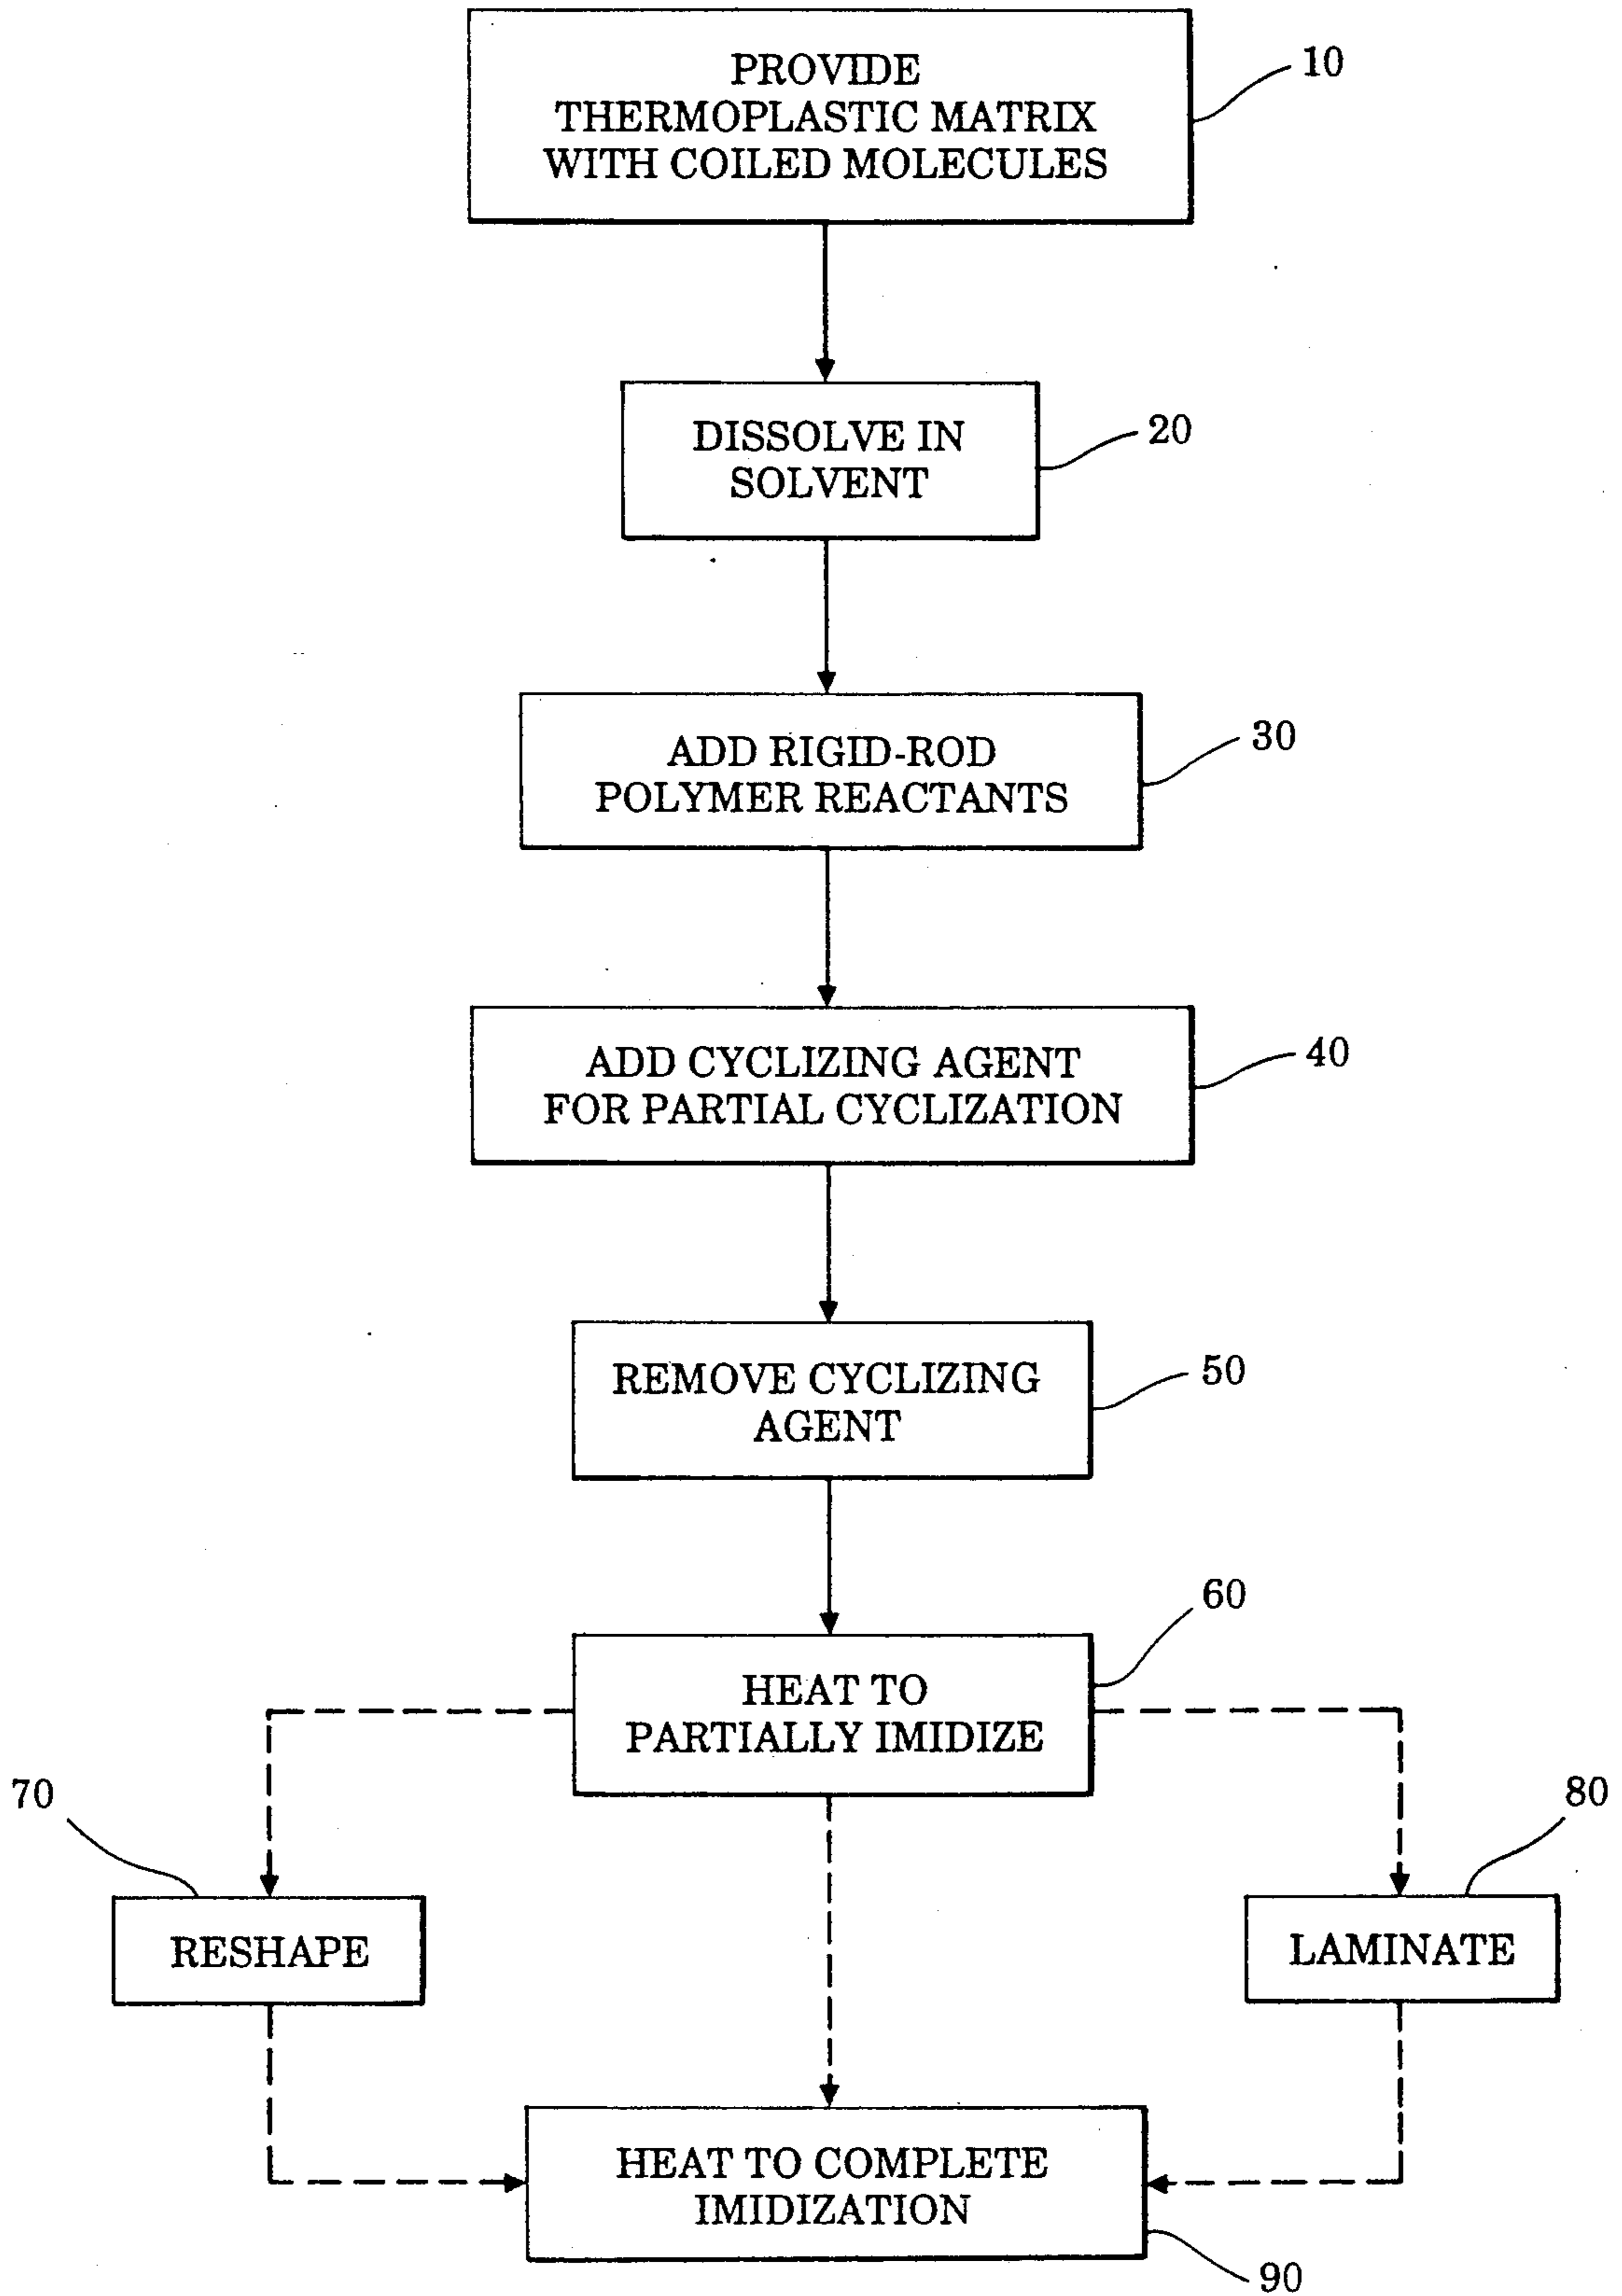 PROVIDE
THERMOPLASTIC MATRIX
WITH COILED MOLECULES
10
DISSOLVE IN
SOLVENT
20
ADD RIGID-ROD
POLYMER REACTANTS
30
ADD CYCLIZING AGENT
FOR PARTIAL CYCLIZATION
40
REMOVE CYCLIZING
AGENT
50
HEAT TO
PARTIALLY IMIDIZE
60
70
RESHAPE
80
LAMINATE
HEAT TO COMPLETE
IMIDIZATION
90